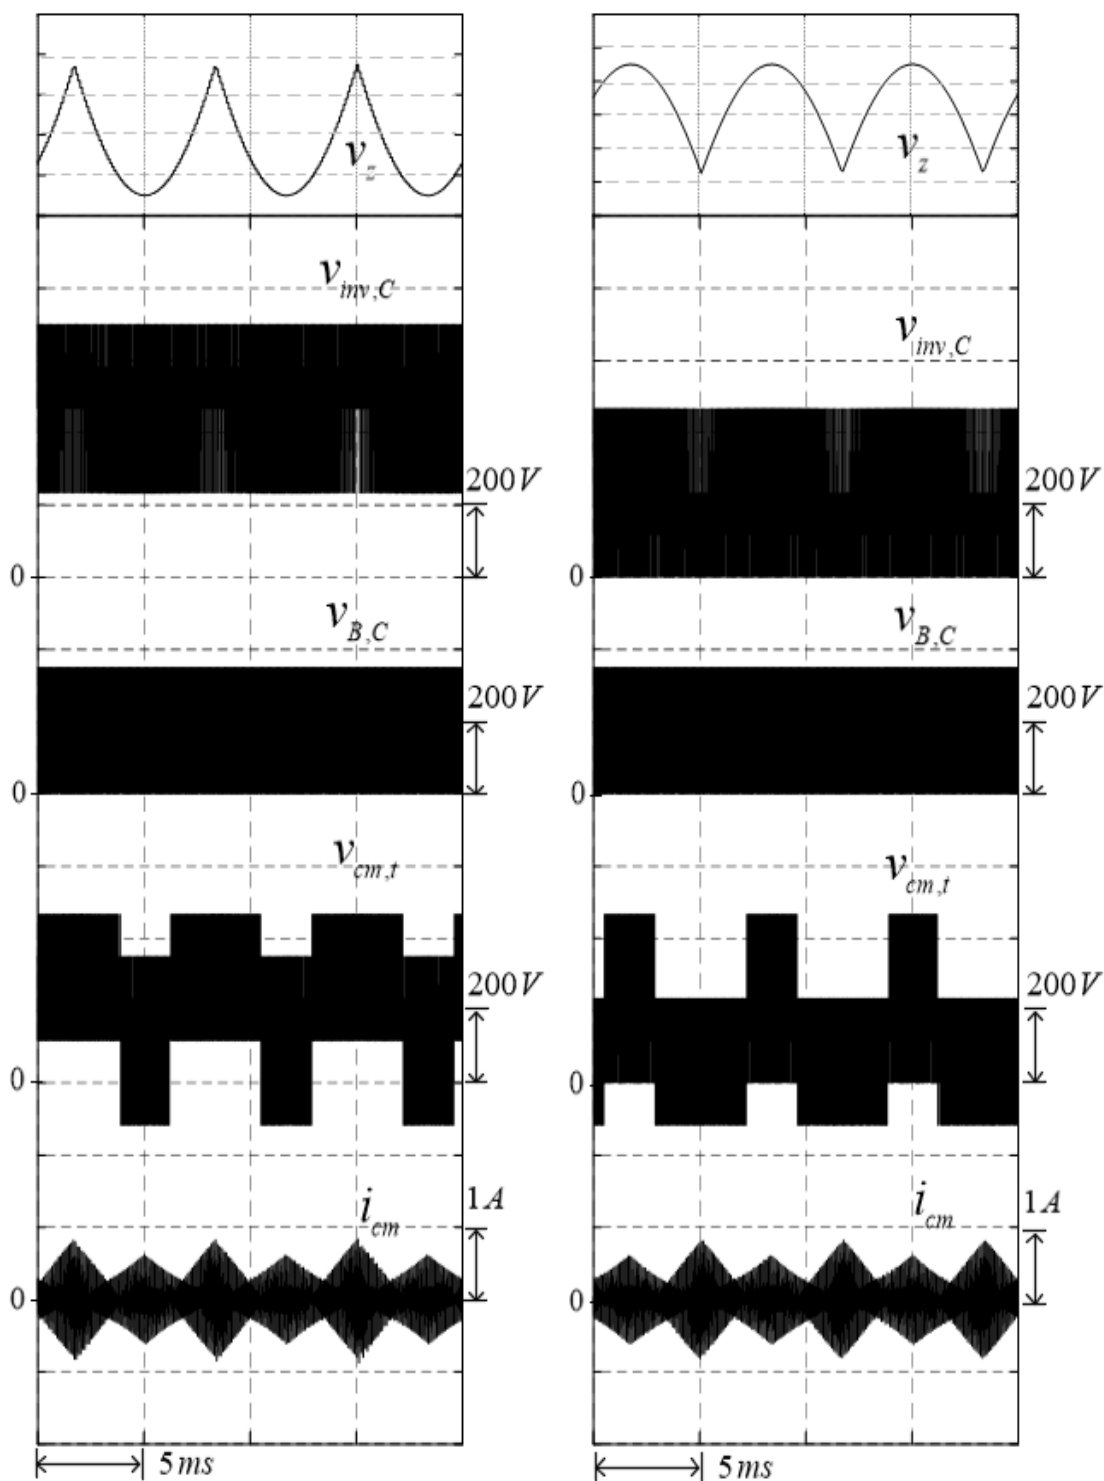 v_z
v_inv,C
200V
0
v_B,C
200V
0
v_cm,t
200V
0
i_cm
1A
0
5ms
v_z
v_inv,C
200V
0
v_B,C
200V
0
v_cm,t
200V
0
i_cm
1A
0
5ms